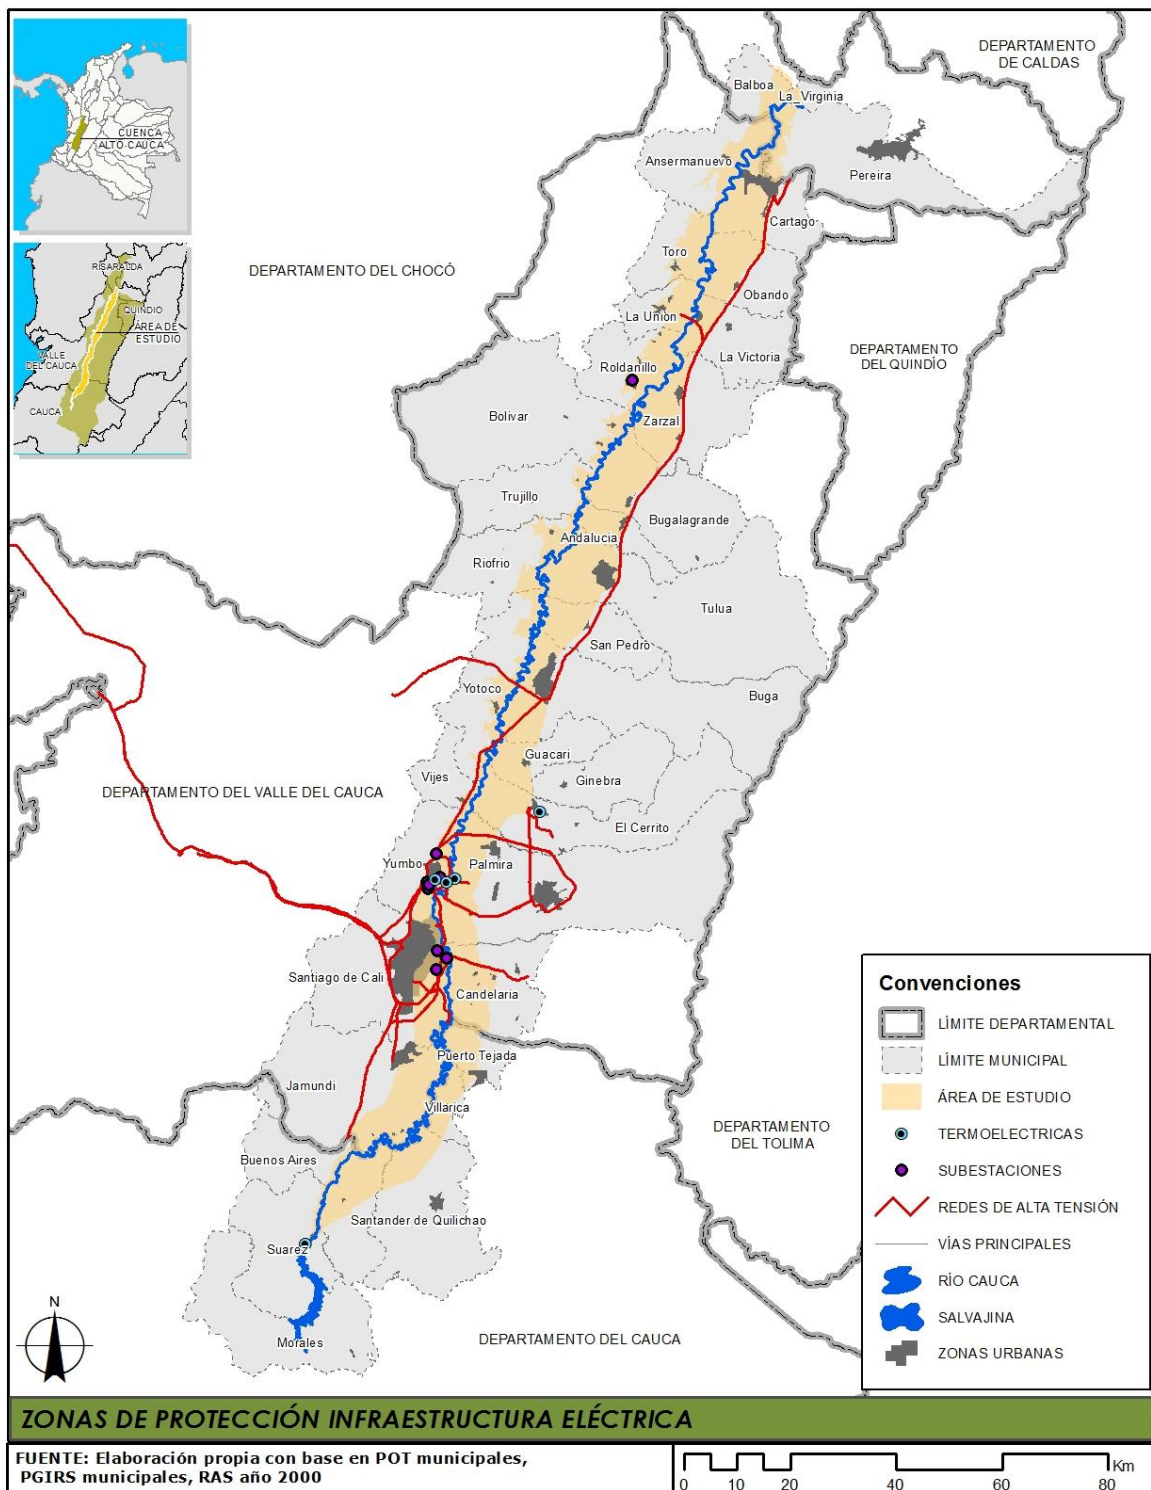 CUENCA
ALTO CAUCA
RISARALDA
QUINDIO
ÁREA DE
ESTUDIO
VALLE
DEL CAUCA
CAUCA
DEPARTAMENTO
DE CALDAS
Balboa
La_Virginia
Ansermanuevo
Pereira
Cartago
Toro
DEPARTAMENTO DEL CHOCÓ
Obando
La Union
La Victoria
DEPARTAMENTO
DEL QUINDÍO
Roldanillo
Bolivar
Zarzal
Trujillo
Bugalagrande
Andalucia
Riofrio
Tulua
San Pedro
Yotoco
Buga
Guacari
Vijes
Ginebra
DEPARTAMENTO DEL VALLE DEL CAUCA
El Cerrito
Yumbo
Palmira
Santiago de Cali
Candelaria
Puerto Tejada
Jamundi
Villarica
DEPARTAMENTO
DEL TOLIMA
Buenos Aires
Santander de Quilichao
Suarez
Morales
DEPARTAMENTO DEL CAUCA
N
Convenciones
LÍMITE DEPARTAMENTAL
LÍMITE MUNICIPAL
ÁREA DE ESTUDIO
TERMOELECTRICAS
SUBESTACIONES
REDES DE ALTA TENSIÓN
VÍAS PRINCIPALES
RÍO CAUCA
SALVAJINA
ZONAS URBANAS
ZONAS DE PROTECCIÓN INFRAESTRUCTURA ELÉCTRICA
FUENTE: Elaboración propia con base en POT municipales,
PGIRS municipales, RAS año 2000
Km
0 10 20 40 60 80